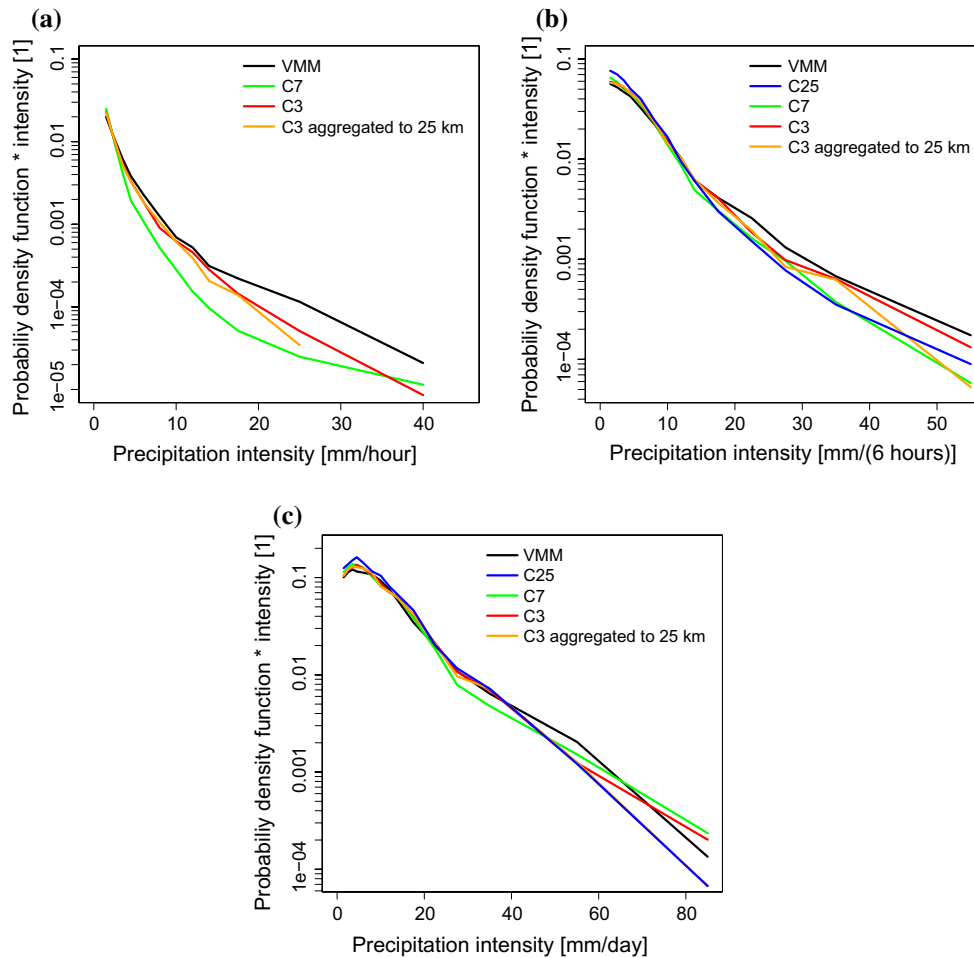 (a)
Probabiliy density function * intensity [1]
0.1
0.01
0.001
1e-04
1e-05
VMM
C7
C3
C3 aggregated to 25 km
0
10
20
30
40
Precipitation intensity [mm/hour]
(b)
Probabiliy density function * intensity [1]
0.1
0.01
0.001
1e-04
VMM
C25
C7
C3
C3 aggregated to 25 km
0
10
20
30
40
50
Precipitation intensity [mm/(6 hours)]
(c)
Probabiliy density function * intensity [1]
0.1
0.01
0.001
1e-04
VMM
C25
C7
C3
C3 aggregated to 25 km
0
20
40
60
80
Precipitation intensity [mm/day]